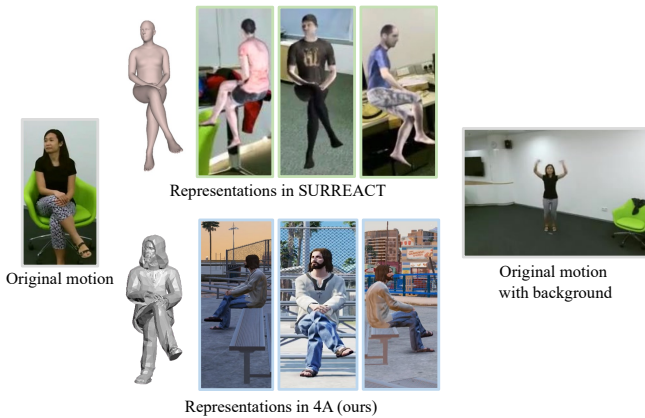 Representations in SURREACT
Original motion
Original motion
with background
Representations in 4A (ours)